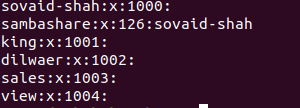 sovaid-shah:x:1000:
sambashare:x:126:sovaid-shah
king:x:1001:
dilwaer:x:1002:
sales:x:1003:
view:x:1004: